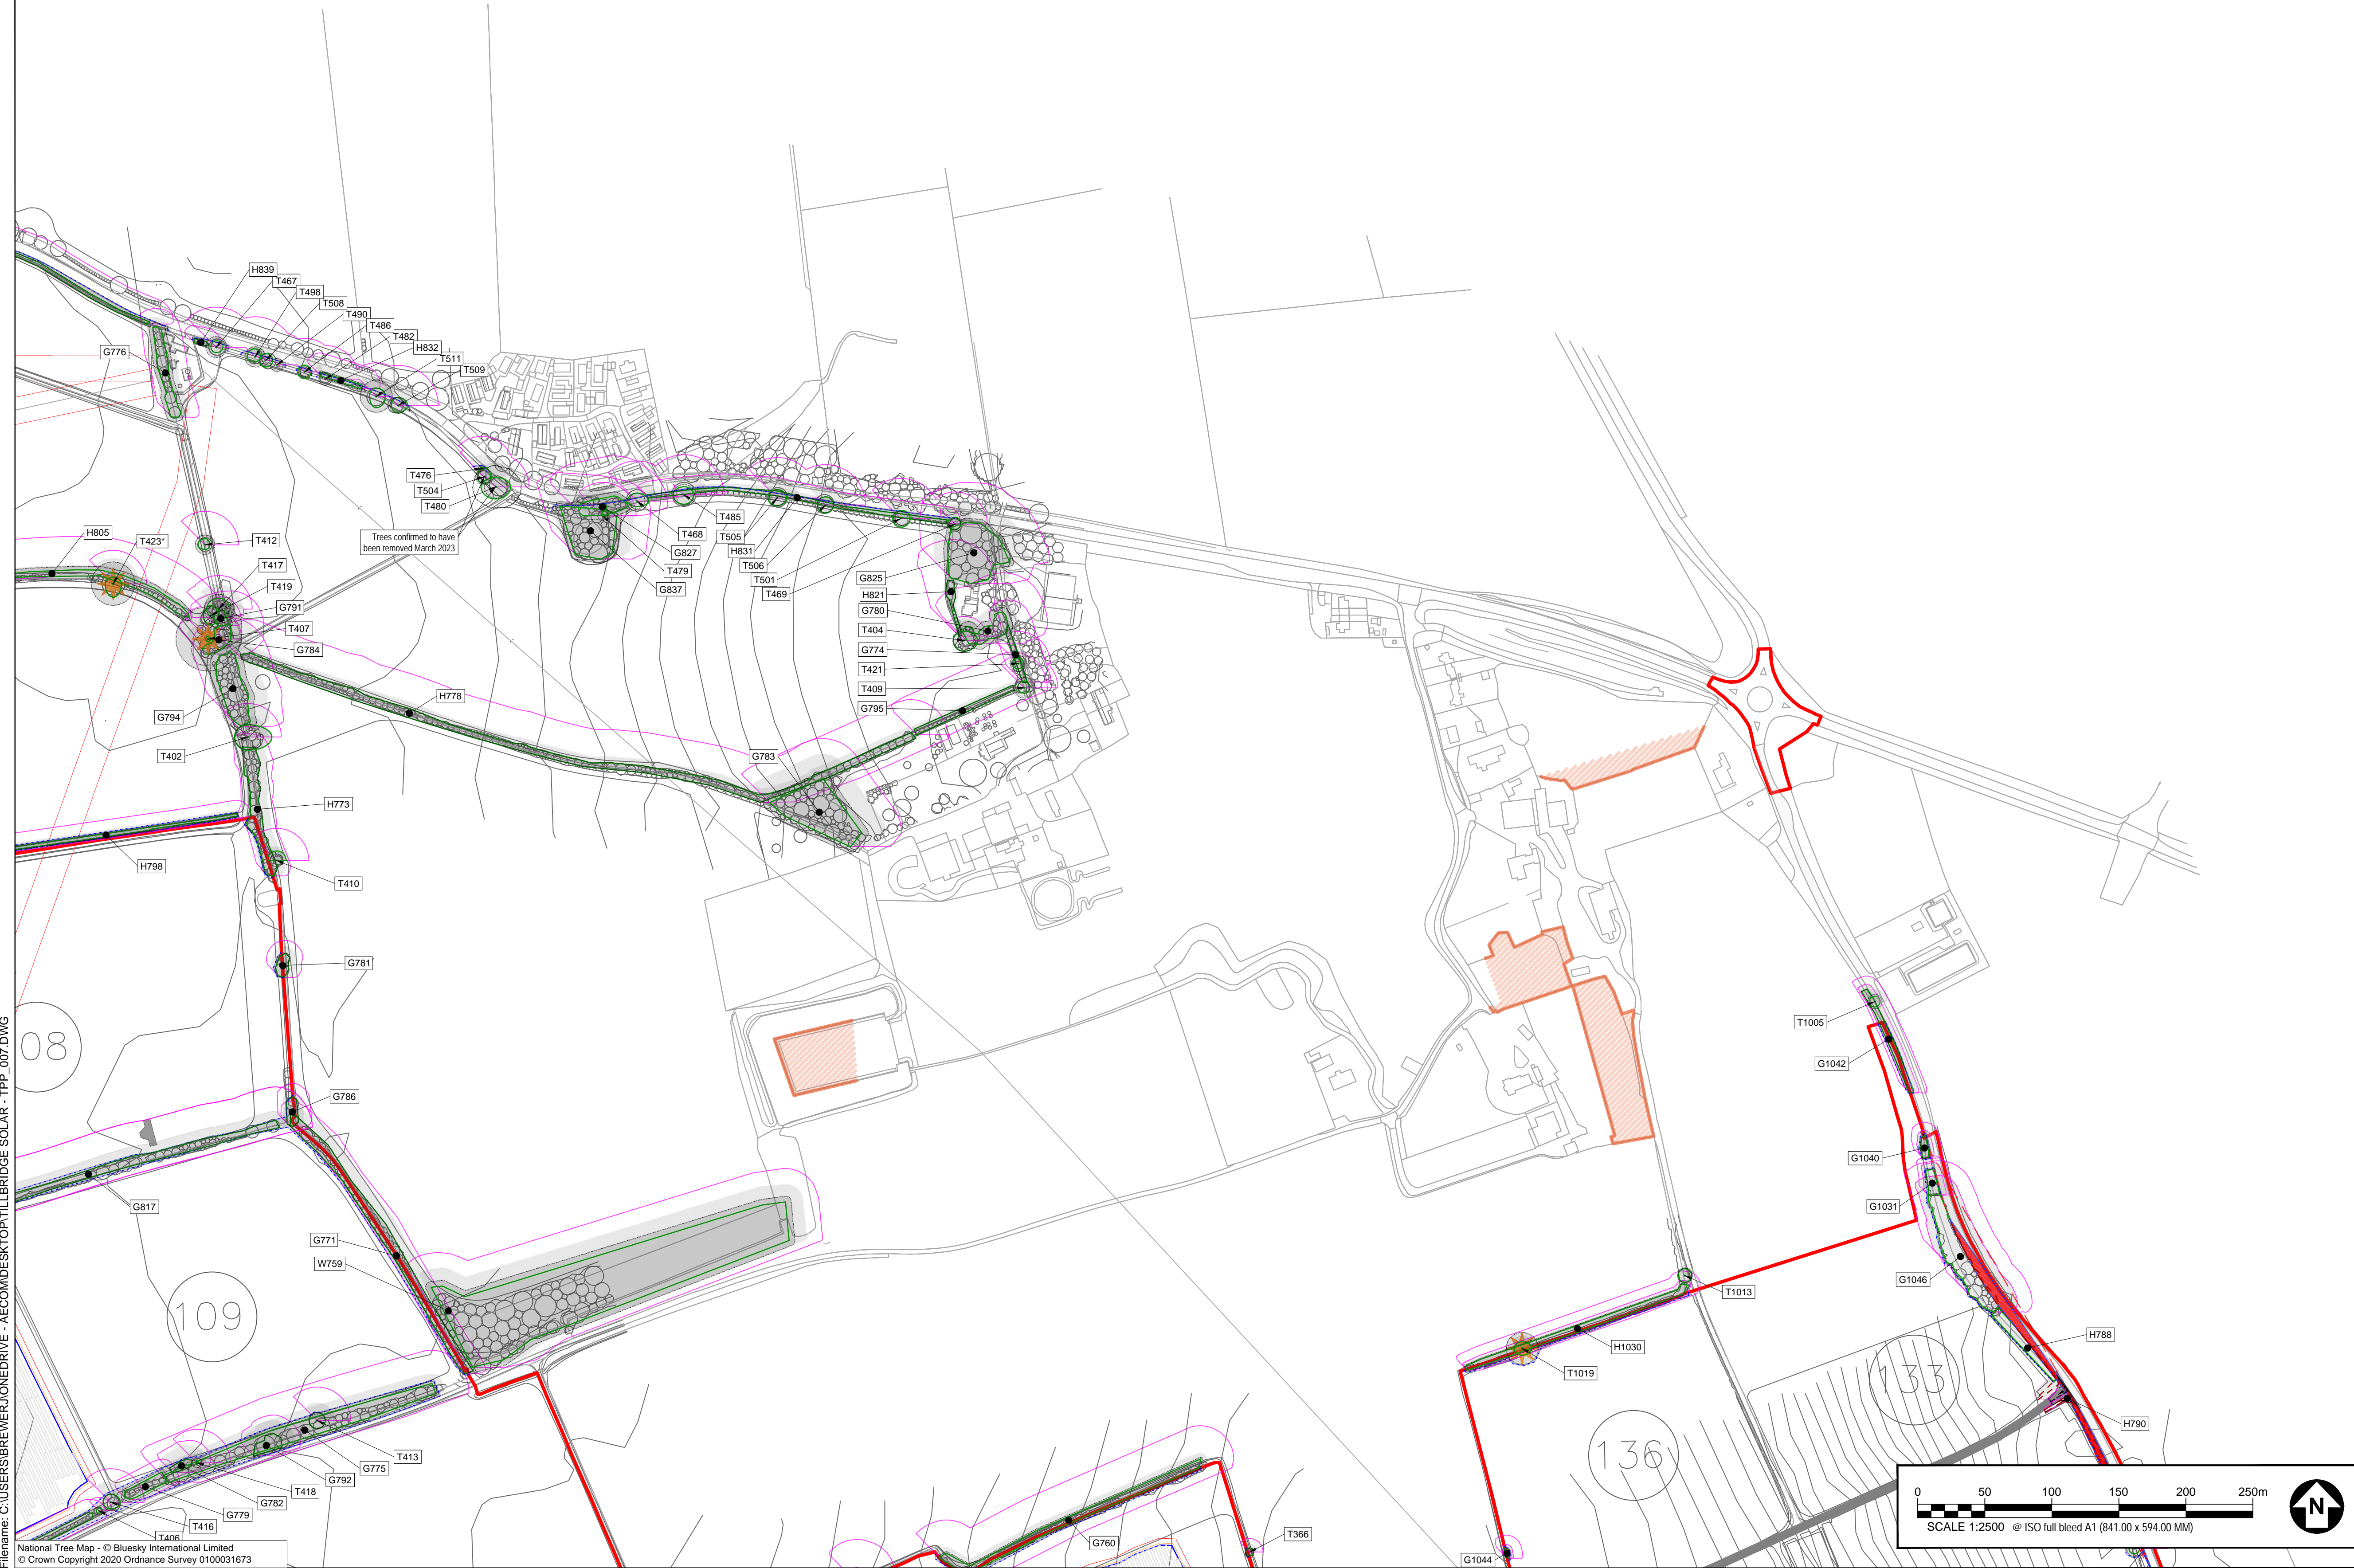 H839
T467
T498
T508
T490
T486
T482
H832
T511
T509
G776
T476
T504
T480
Trees confirmed to have
been removed March 2023
T485
T468
T505
G827
H831
T506
T479
T501
G837
T469
G825
H821
G780
T404
G774
T421
T409
G795
G783
H805
T423*
T412
T417
T419
G791
T407
G784
H778
G794
T402
H773
H798
T410
G781
08
G786
G817
G771
W759
109
T413
G775
G792
T418
G782
G779
T416
T406
G760
T366
T1005
G1042
G1040
G1031
G1046
T1013
H1030
T1019
H788
133
H790
136
G1044
0 50 100 150 200 250m
SCALE 1:2500 @ ISO full bleed A1 (841.00 x 594.00 MM)
N
National Tree Map - © Bluesky International Limited
© Crown Copyright 2020 Ordnance Survey 0100031673
Filename: C:\USERS\BREWERJ\ONEDRIVE - AECOM\DESKTOP\TILLBRIDGE SOLAR - TPP_007.DWG